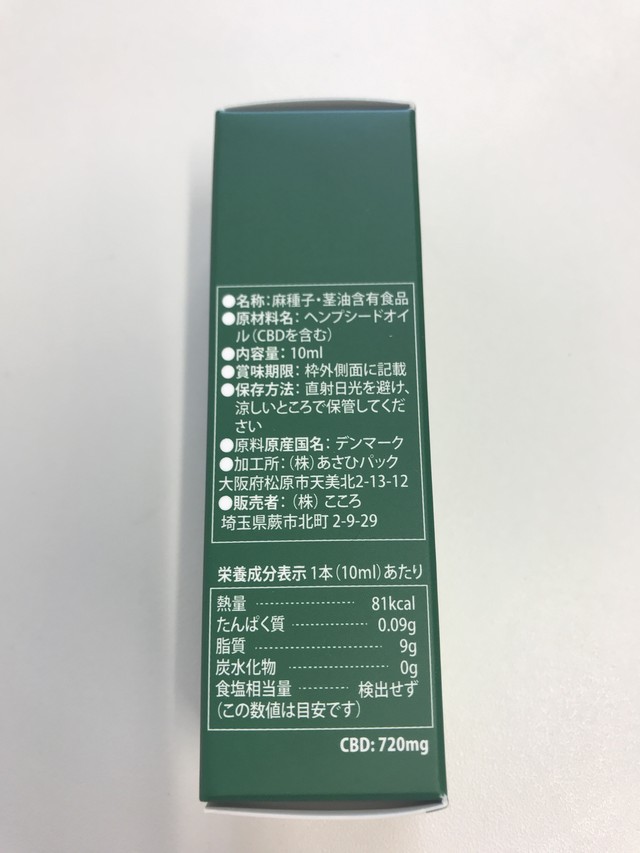 ●名称：麻種子・茎油含有食品
●原材料名：ヘンプシードオイ
ル（CBDを含む）
●内容量：10ml
●賞味期限：枠外側面に記載
●保存方法：直射日光を避け、
涼しいところで保管してくだ
さい
●原料原産国名：デンマーク
●加工所：（株）あさひパック
大阪府松原市天美北2-13-12
●販売者：（株）こころ
埼玉県蕨市北町2-9-29
栄養成分表示 1本（10ml）あたり
熱量 ………………… 81kcal
たんぱく質 ………………… 0.09g
脂質 ………………… 9g
炭水化物 ………………… 0g
食塩相当量 ………… 検出せず
（この数値は目安です）
CBD: 720mg